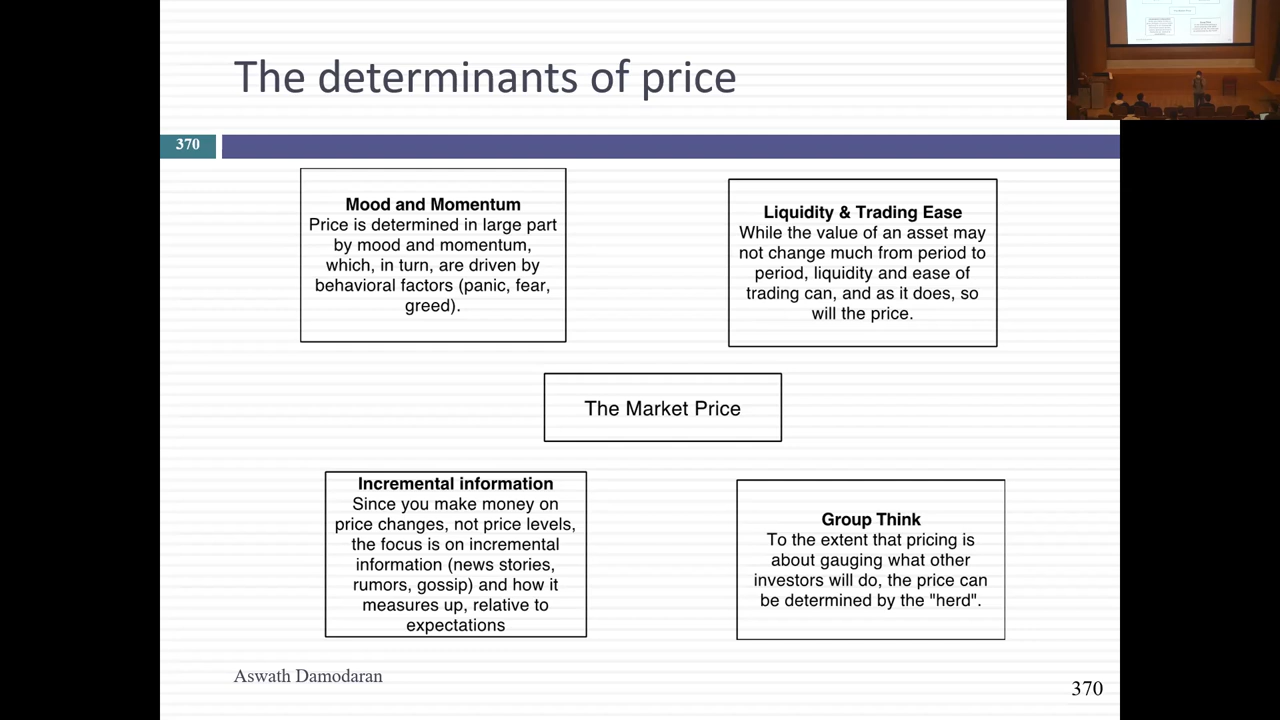 The determinants of price
370
Mood and Momentum
Price is determined in large part
by mood and momentum,
which, in turn, are driven by
behavioral factors (panic, fear,
greed).
Liquidity & Trading Ease
While the value of an asset may
not change much from period to
period, liquidity and ease of
trading can, and as it does, so
will the price.
The Market Price
Incremental information
Since you make money on
price changes, not price levels,
the focus is on incremental
information (news stories,
rumors, gossip) and how it
measures up, relative to
expectations
Group Think
To the extent that pricing is
about gauging what other
investors will do, the price can
be determined by the "herd".
Aswath Damodaran
370